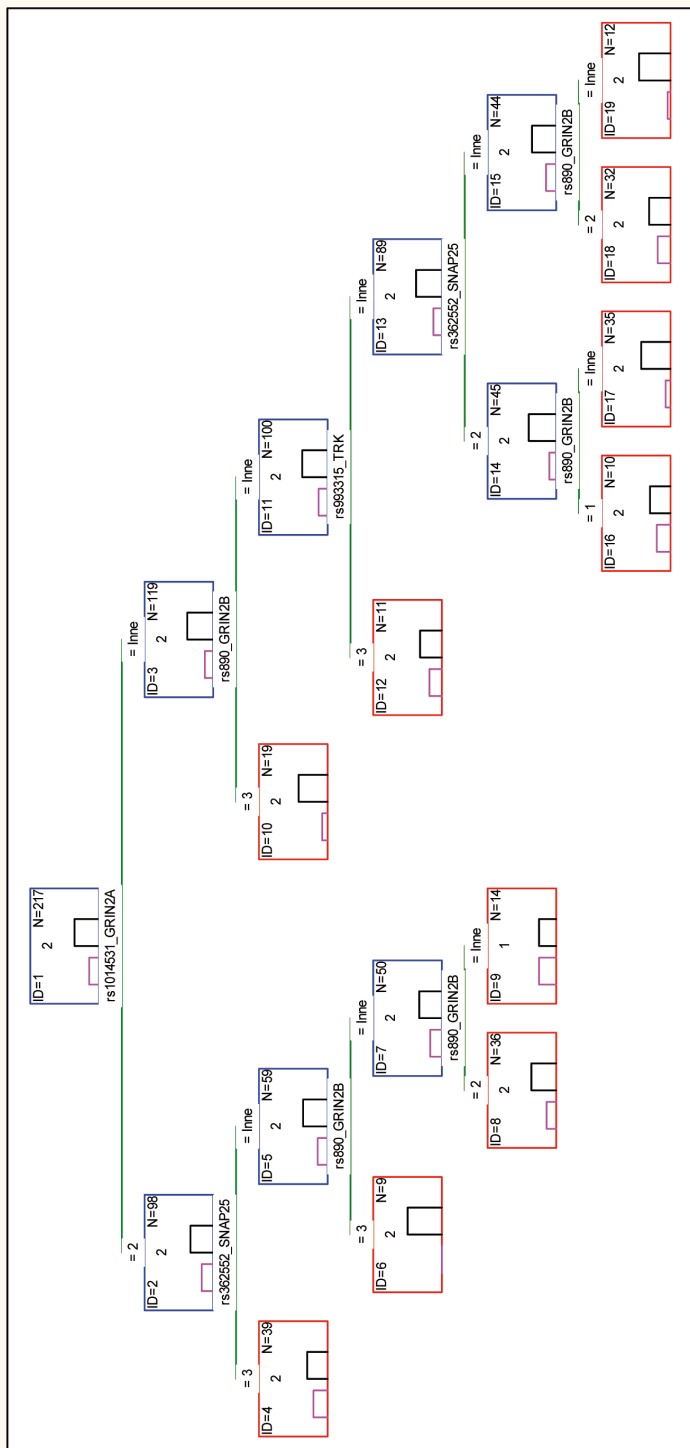 ID=1 N=217
2
rs1014531_GRIN2A
= 2
= Inne
ID=2 N=98
2
rs362552_SNAP25
ID=3 N=119
2
rs890_GRIN2B
= 3
= Inne
= 3
= Inne
ID=4 N=39
2
ID=5 N=59
2
rs890_GRIN2B
ID=10 N=19
2
ID=11 N=100
2
rs993315_TRK
= 3
= Inne
= 3
= Inne
ID=6 N=9
2
ID=7 N=50
2
rs890_GRIN2B
ID=12 N=11
2
ID=13 N=89
2
rs362552_SNAP25
= 2
= Inne
= 2
= Inne
ID=8 N=36
2
ID=9 N=14
1
ID=14 N=45
2
rs890_GRIN2B
ID=15 N=44
2
rs890_GRIN2B
= 1
= Inne
= 2
= Inne
ID=16 N=10
2
ID=17 N=35
2
ID=18 N=32
2
ID=19 N=12
2